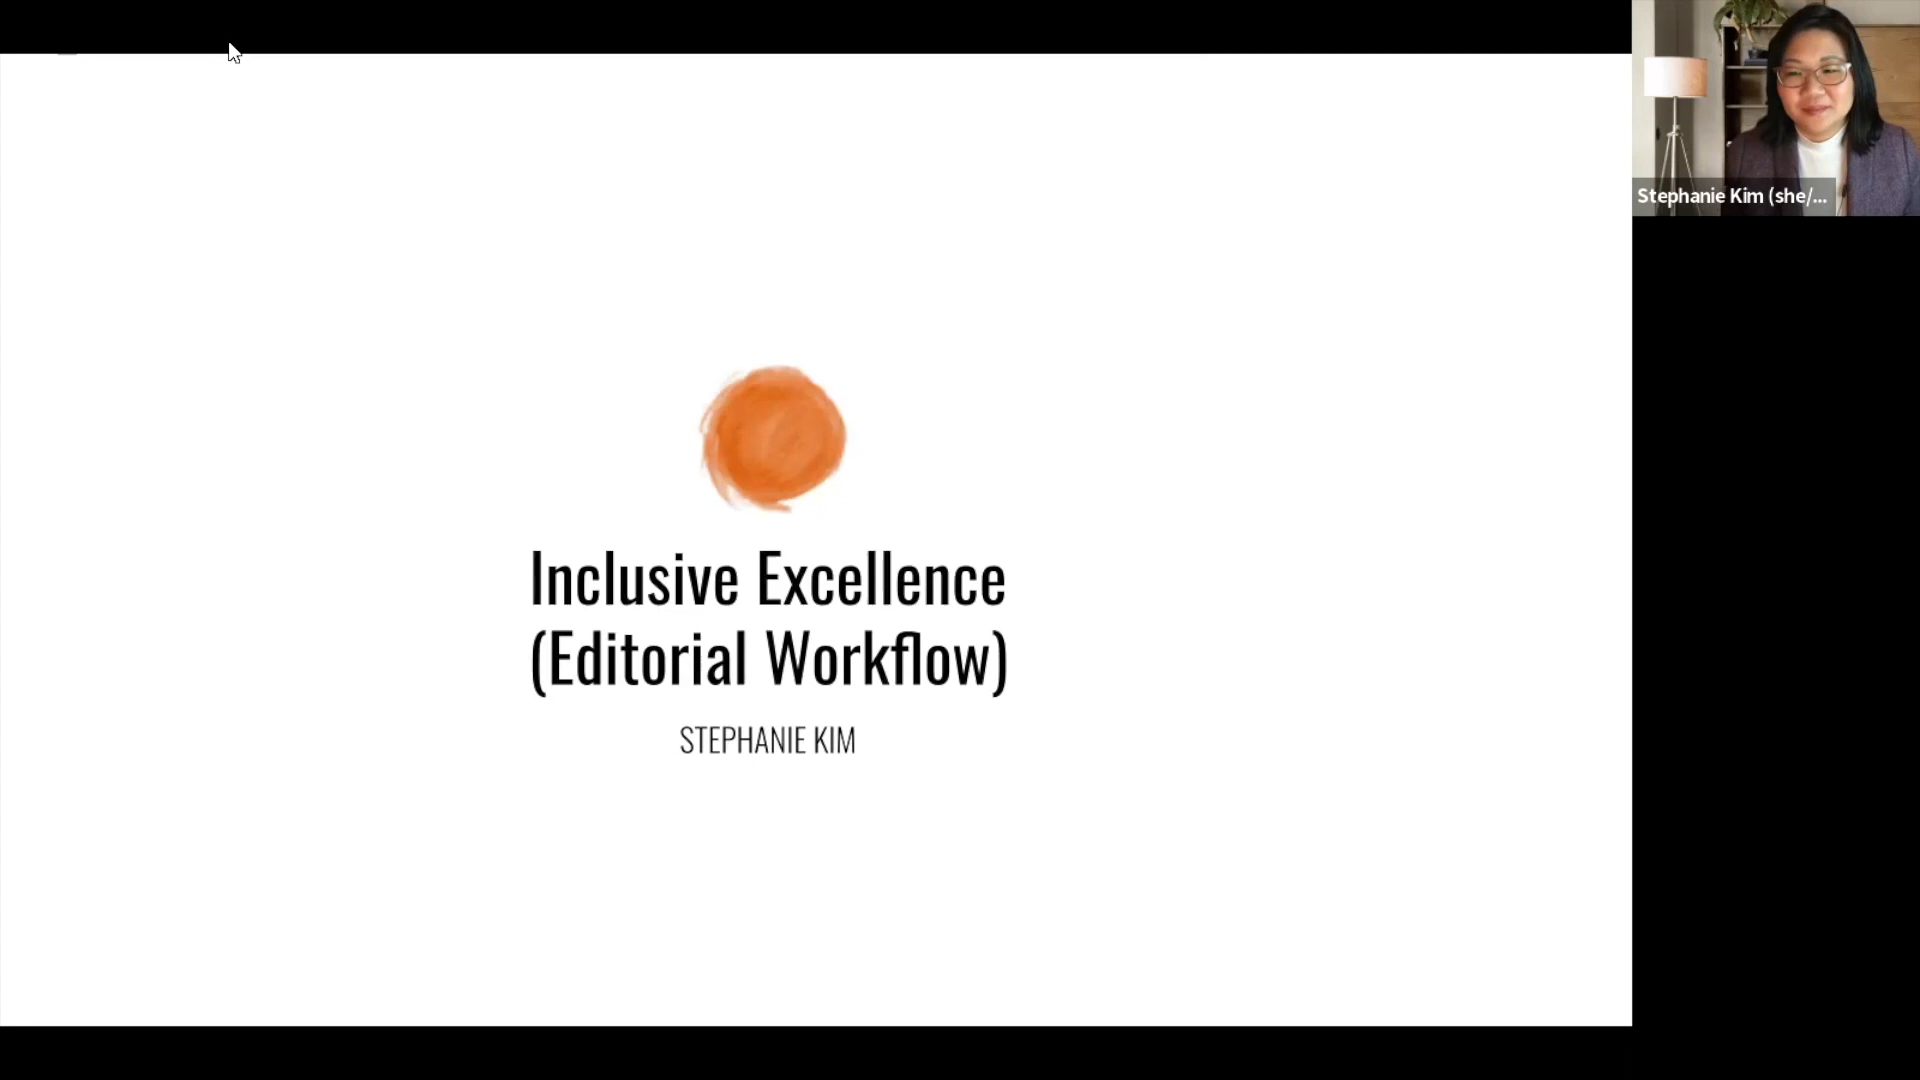 Inclusive Excellence
(Editorial Workflow)
STEPHANIE KIM
Stephanie Kim (she/...